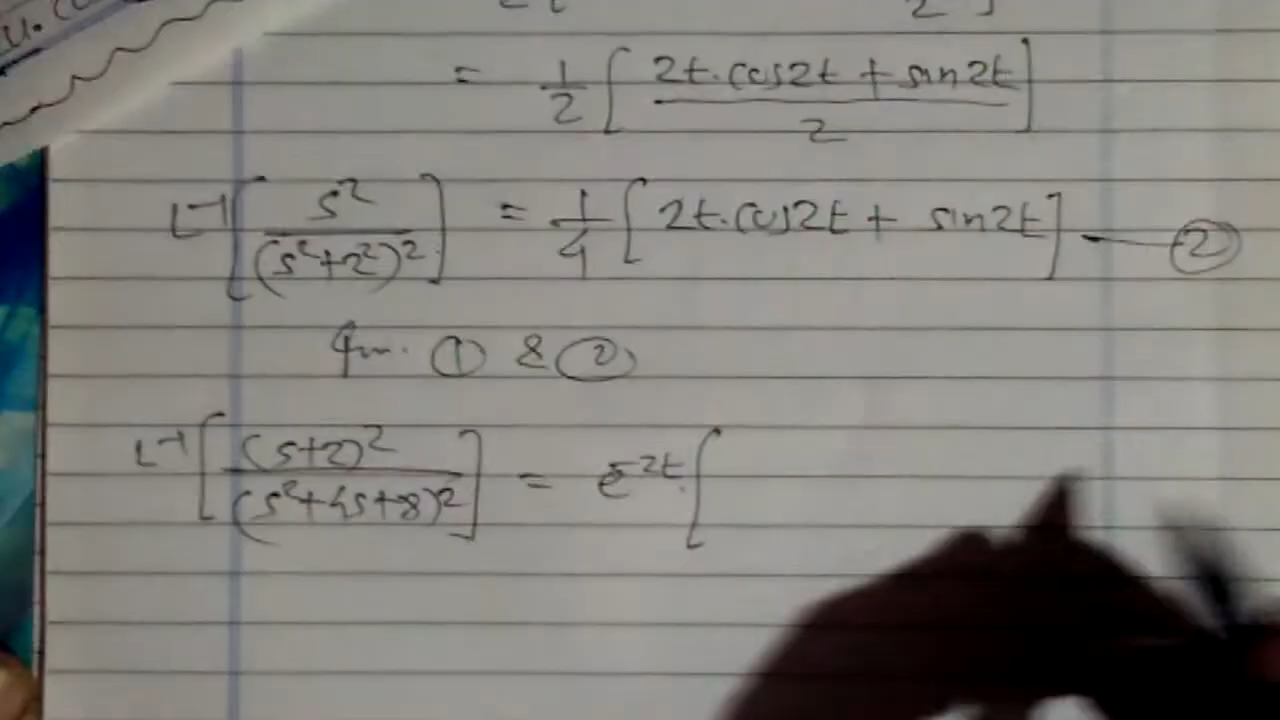 = 1/2 [ (2t.cos2t + sin2t)/2 ]
L⁻¹[ s²/(s²+2²)² ] = 1/4 [ 2t.cos2t + sin2t ] — ②
① & ②
L⁻¹[ (s+2)²/(s²+4s+8)² ] = e⁻²ᵗ. [